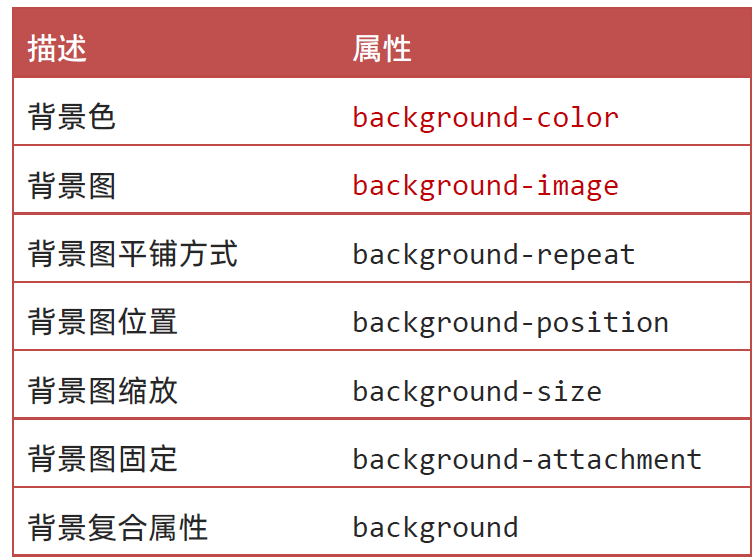 描述 属性
背景色 background-color
背景图 background-image
背景图平铺方式 background-repeat
背景图位置 background-position
背景图缩放 background-size
背景图固定 background-attachment
背景复合属性 background